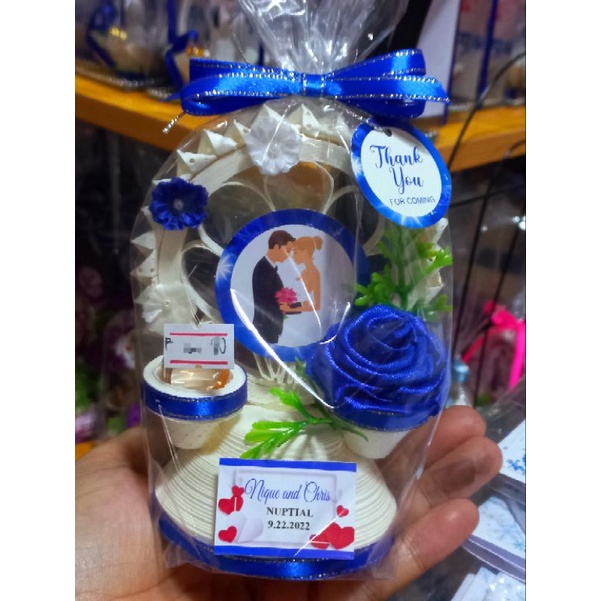 Thank
You
FOR COMING
Nique and Chris
NUPTIAL
9.22.2022